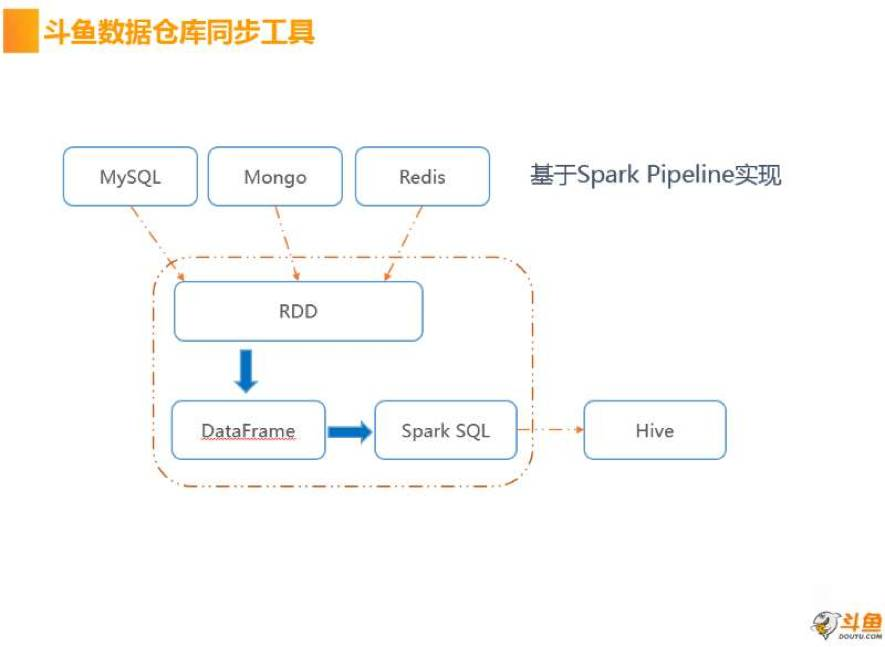 斗鱼数据仓库同步工具
MySQL
Mongo
Redis
基于Spark Pipeline实现
RDD
DataFrame
Spark SQL
Hive
斗鱼
DOUYU.COM